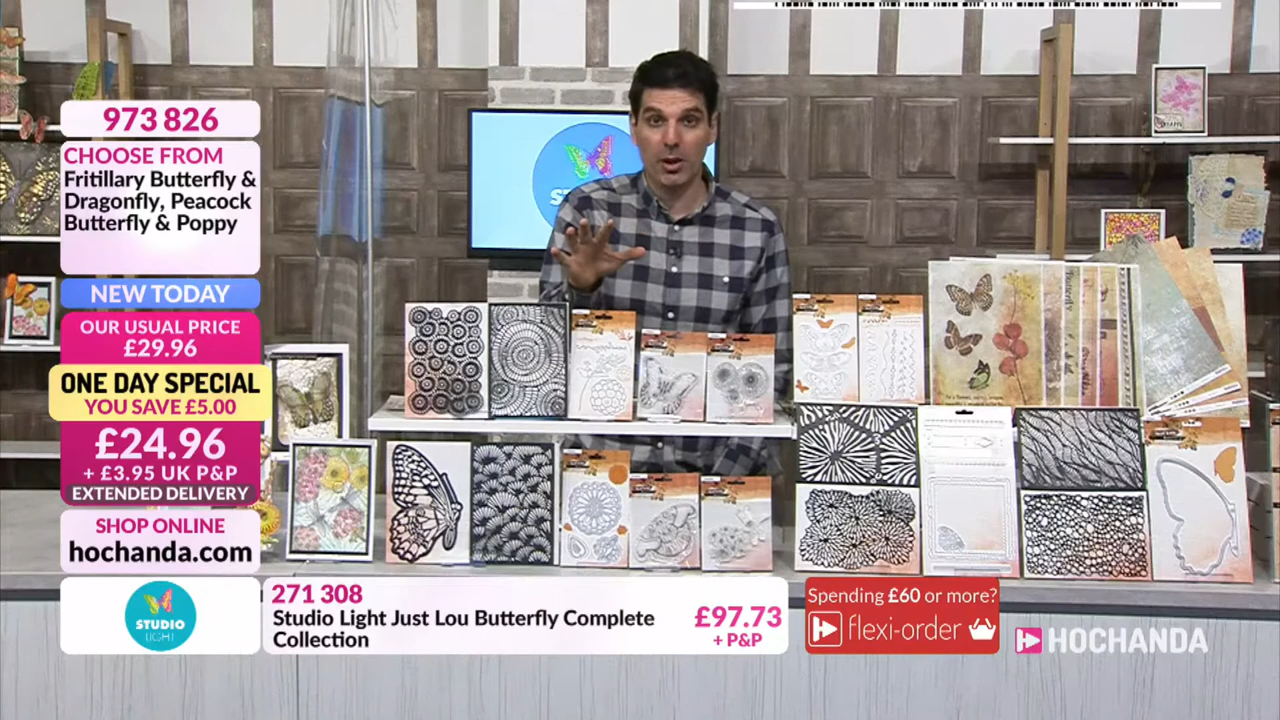 973 826
CHOOSE FROM
Fritillary Butterfly &
Dragonfly, Peacock
Butterfly & Poppy
NEW TODAY
OUR USUAL PRICE
£29.96
ONE DAY SPECIAL
YOU SAVE £5.00
£24.96
+ £3.95 UK P&P
EXTENDED DELIVERY
SHOP ONLINE
hochanda.com
STUDIO
LIGHT
271 308
Studio Light Just Lou Butterfly Complete
Collection
£97.73
+ P&P
Spending £60 or more?
flexi-order
HOCHANDA